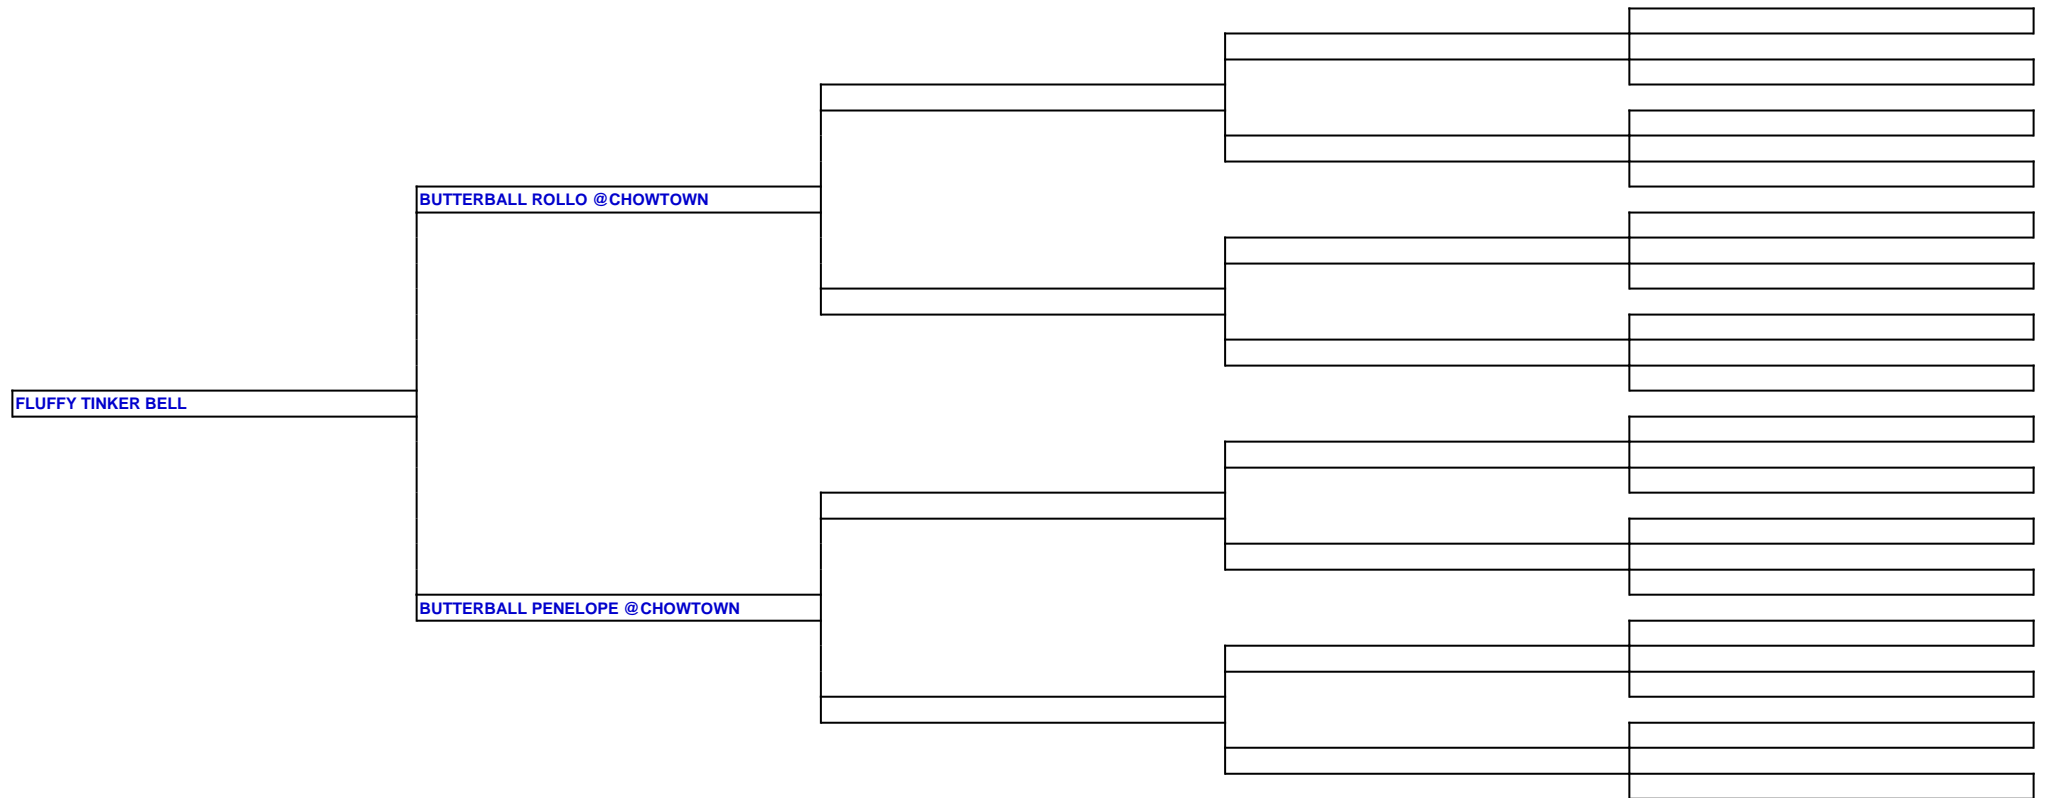 BUTTERBALL ROLLO @CHOWTOWN
FLUFFY TINKER BELL
BUTTERBALL PENELOPE @CHOWTOWN